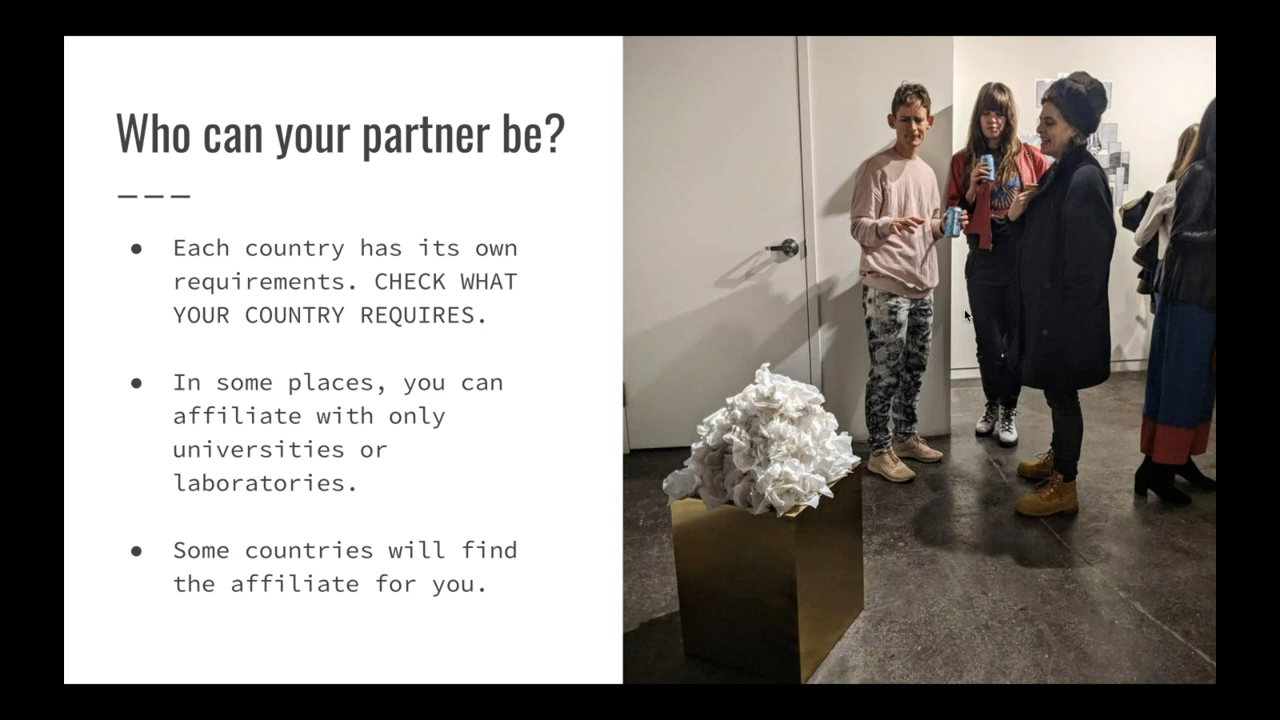 Who can your partner be?
● Each country has its own
requirements. CHECK WHAT
YOUR COUNTRY REQUIRES.
● In some places, you can
affiliate with only
universities or
laboratories.
● Some countries will find
the affiliate for you.